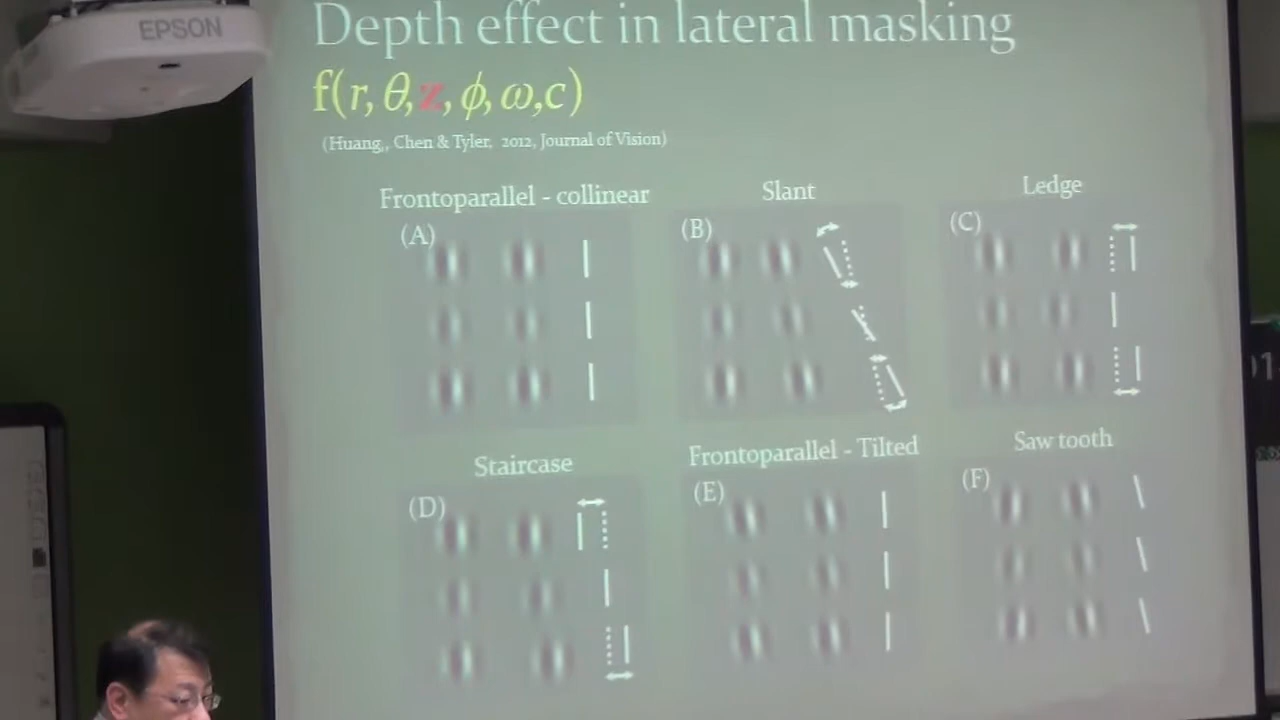 EPSON
Depth effect in lateral masking
f(r, θ, z, ϕ, ω,c)
(Huang,, Chen & Tyler, 2012, Journal of Vision)
Frontoparallel - collinear
Slant
Ledge
(A)
(B)
(C)
Staircase
Frontoparallel - Tilted
Saw tooth
(D)
(E)
(F)